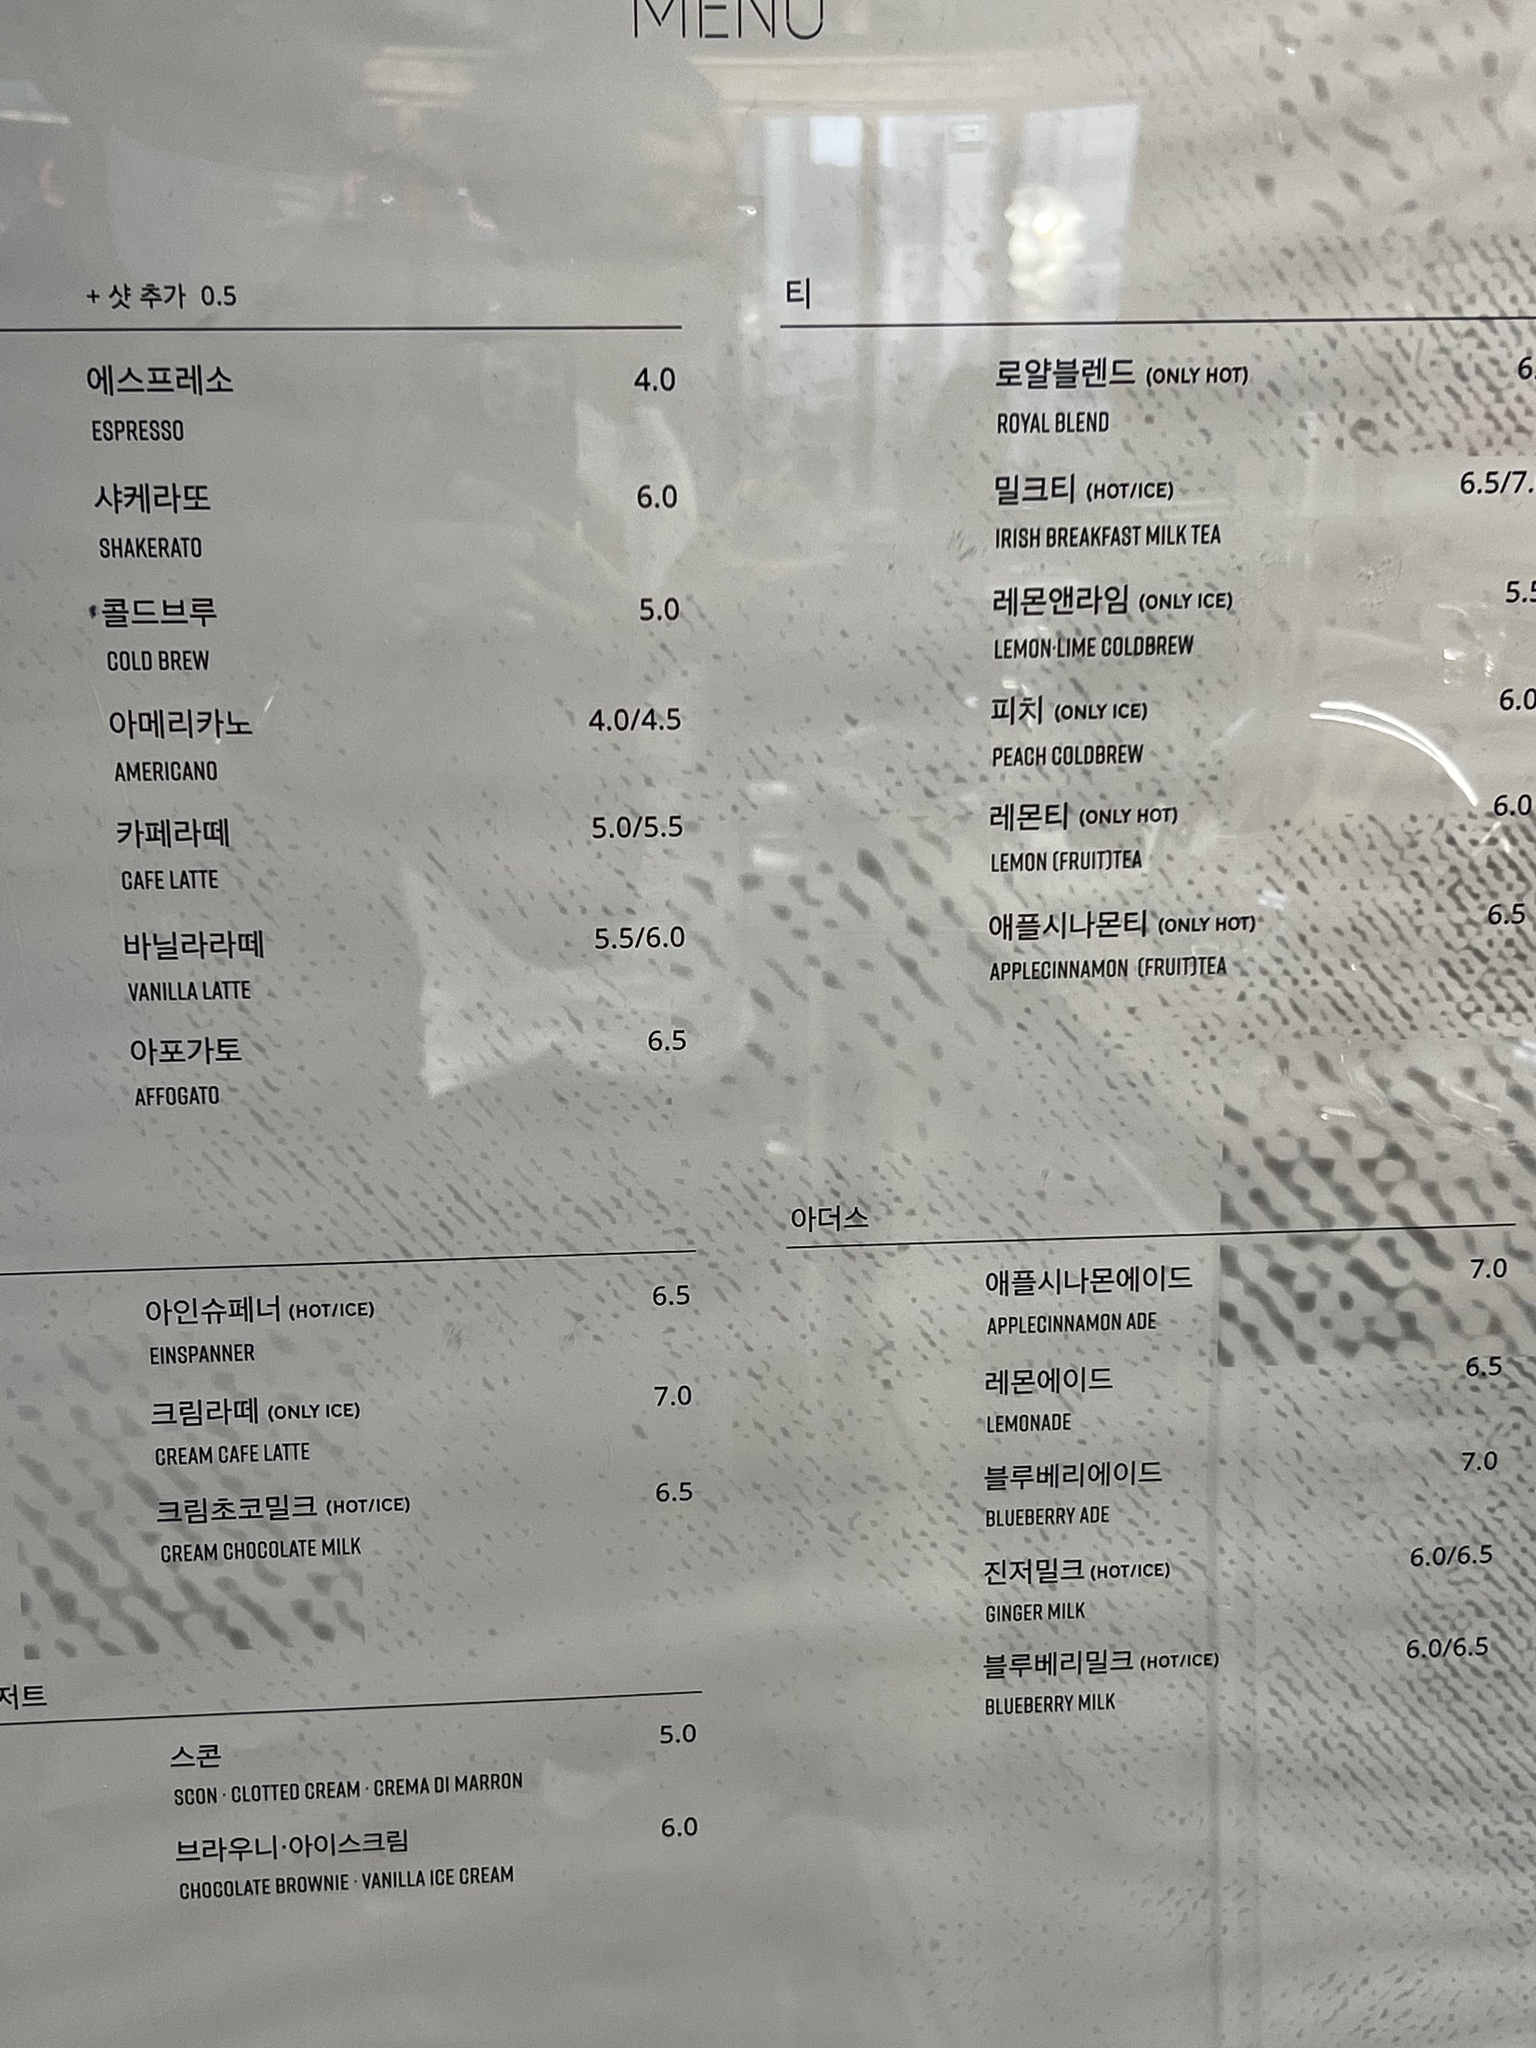 MENU
+ 샷 추가 0.5
에스프레소 4.0
ESPRESSO
샤케라또 6.0
SHAKERATO
콜드브루 5.0
COLD BREW
아메리카노 4.0/4.5
AMERICANO
카페라떼 5.0/5.5
CAFE LATTE
바닐라라떼 5.5/6.0
VANILLA LATTE
아포가토 6.5
AFFOGATO
아인슈페너 (HOT/ICE) 6.5
EINSPANNER
크림라떼 (ONLY ICE) 7.0
CREAM CAFE LATTE
크림초코밀크 (HOT/ICE) 6.5
CREAM CHOCOLATE MILK
저트
스콘 5.0
SCON · CLOTTED CREAM · CREMA DI MARRON
브라우니·아이스크림 6.0
CHOCOLATE BROWNIE · VANILLA ICE CREAM
티
로얄블렌드 (ONLY HOT) 6.
ROYAL BLEND
밀크티 (HOT/ICE) 6.5/7.
IRISH BREAKFAST MILK TEA
레몬앤라임 (ONLY ICE) 5.5
LEMON·LIME COLDBREW
피치 (ONLY ICE) 6.0
PEACH COLDBREW
레몬티 (ONLY HOT) 6.0
LEMON (FRUIT)TEA
애플시나몬티 (ONLY HOT) 6.5
APPLECINNAMON (FRUIT)TEA
아더소
애플시나몬에이드 7.0
APPLECINNAMON ADE
레몬에이드 6.5
LEMONADE
블루베리에이드 7.0
BLUEBERRY ADE
진저밀크 (HOT/ICE) 6.0/6.5
GINGER MILK
블루베리밀크 (HOT/ICE) 6.0/6.5
BLUEBERRY MILK